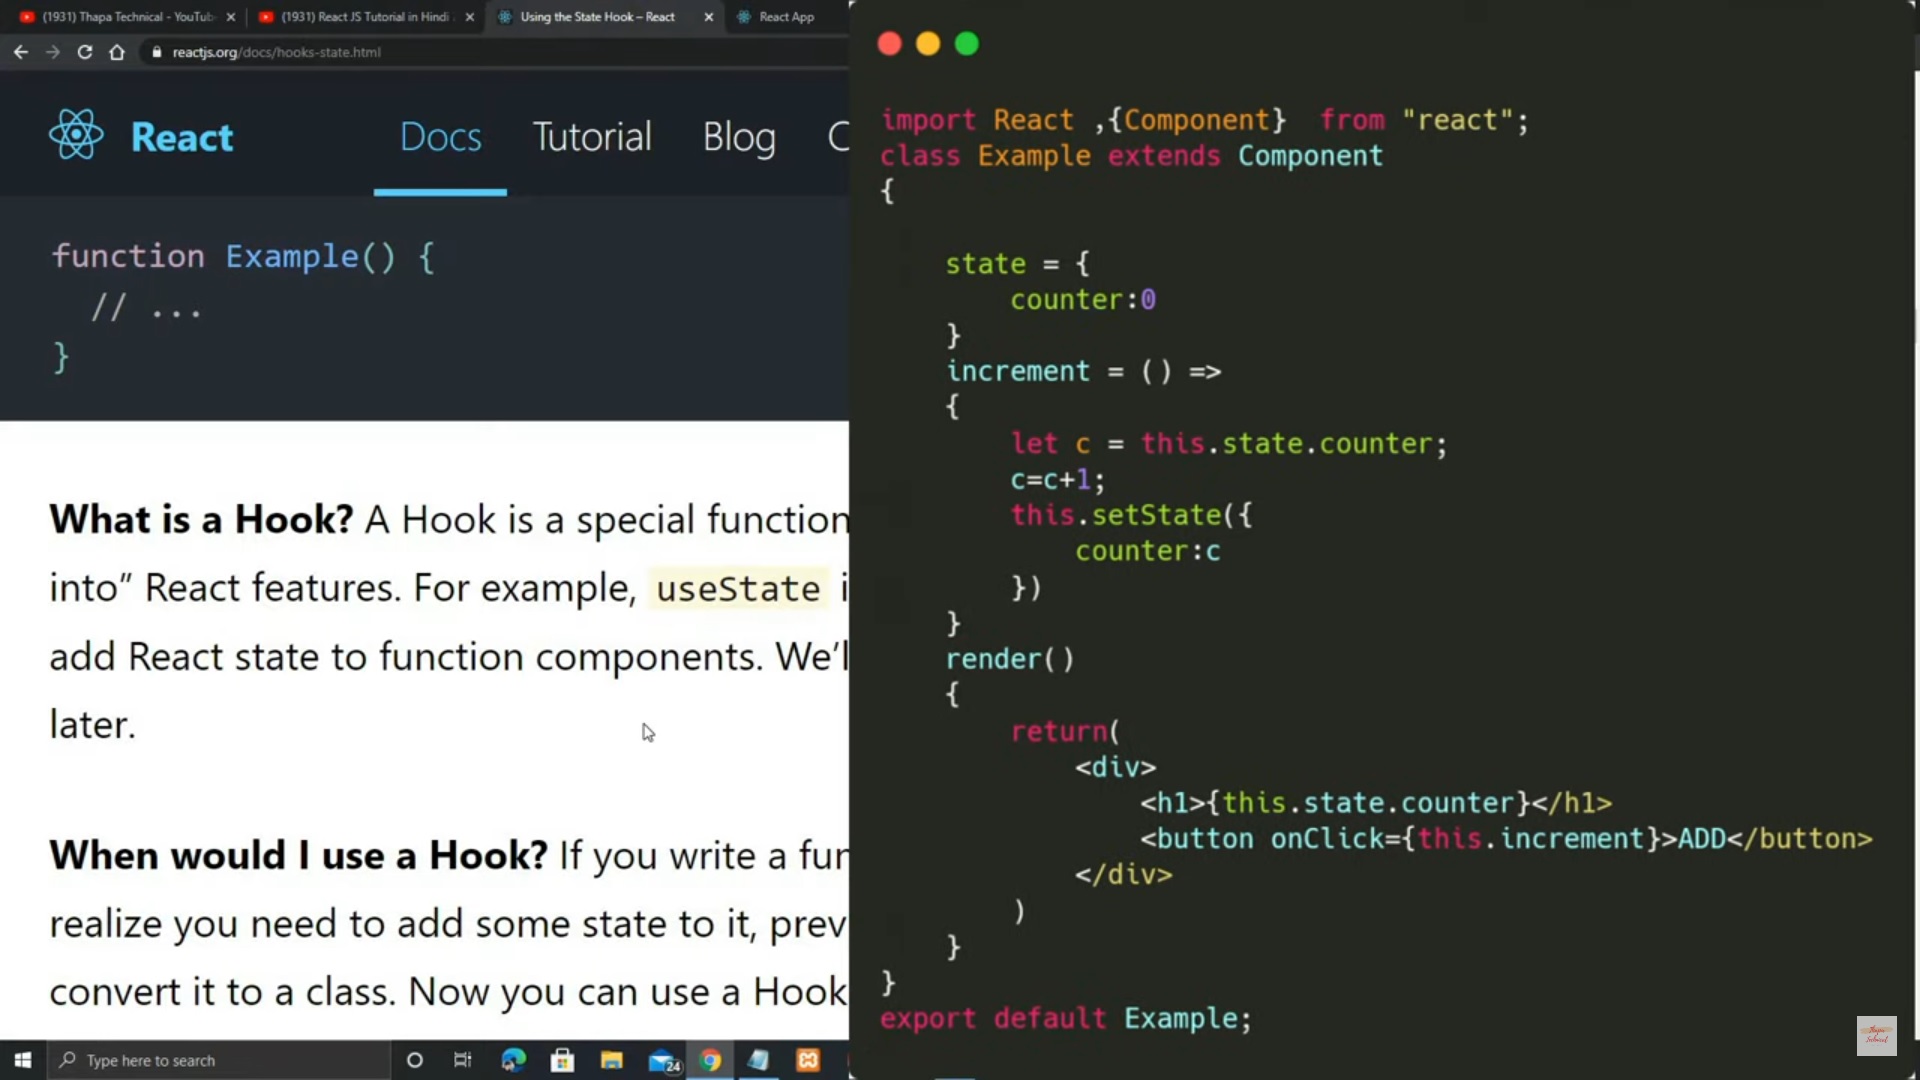 (1931) Thapa Technical - YouTub
(1931) React JS Tutorial in Hindi
Using the State Hook – React
React App
reactjs.org/docs/hooks-state.html
React Docs Tutorial Blog
function Example() {
// ...
}
What is a Hook? A Hook is a special function
into” React features. For example, useState
add React state to function components. We’l
later.
When would I use a Hook? If you write a fun
realize you need to add some state to it, prev
convert it to a class. Now you can use a Hook
Type here to search
24
import React ,{Component} from "react";
class Example extends Component
{
state = {
counter:0
}
increment = () =>
{
let c = this.state.counter;
c=c+1;
this.setState({
counter:c
})
}
render()
{
return(
<div>
<h1>{this.state.counter}</h1>
<button onClick={this.increment}>ADD</button>
</div>
)
}
}
export default Example;